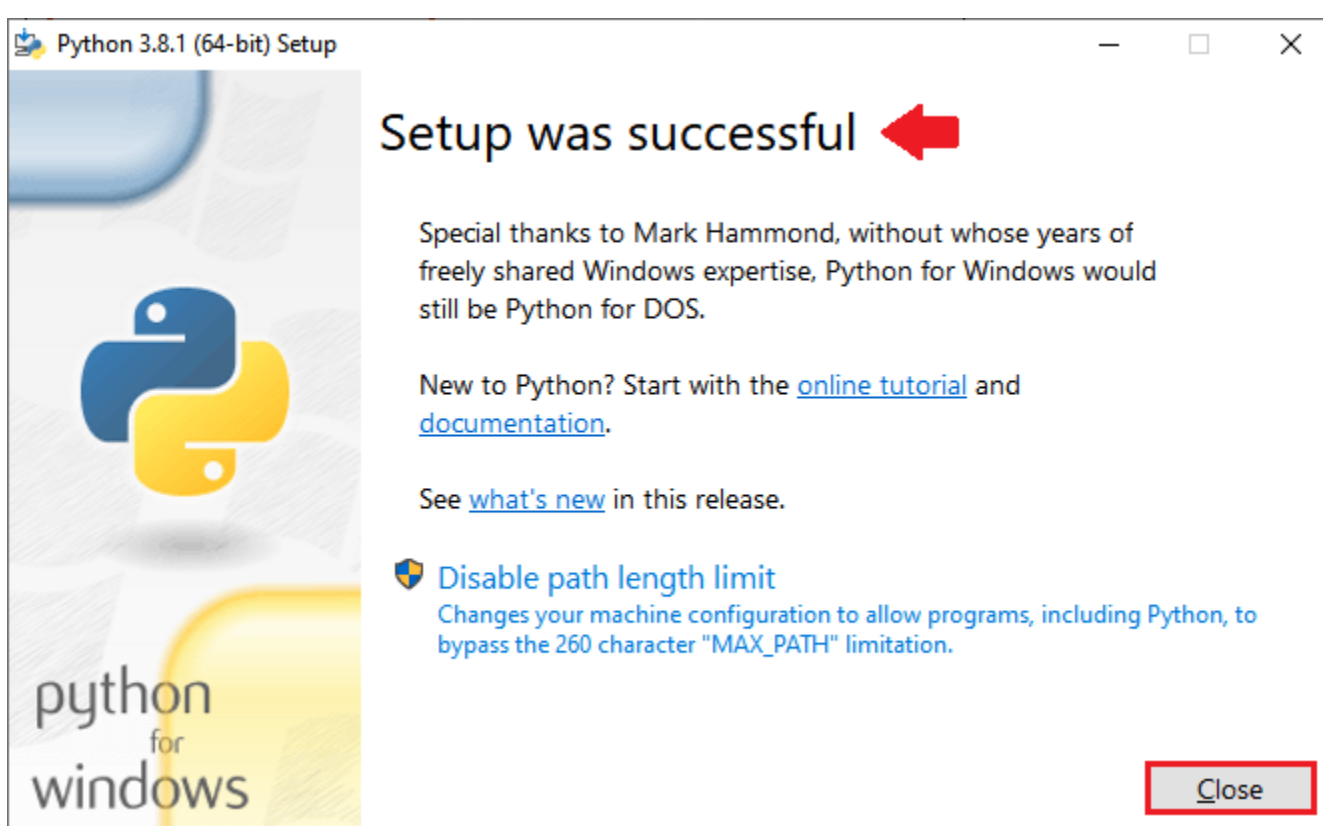 Python 3.8.1 (64-bit) Setup
Setup was successful
Special thanks to Mark Hammond, without whose years of
freely shared Windows expertise, Python for Windows would
still be Python for DOS.
New to Python? Start with the online tutorial and
documentation.
See what's new in this release.
Disable path length limit
Changes your machine configuration to allow programs, including Python, to
bypass the 260 character "MAX_PATH" limitation.
python
for
windows
Close